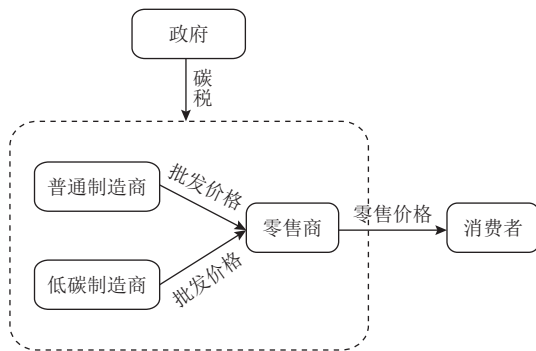 政府
碳税
普通制造商
批发价格
零售商
零售价格
消费者
低碳制造商
批发价格